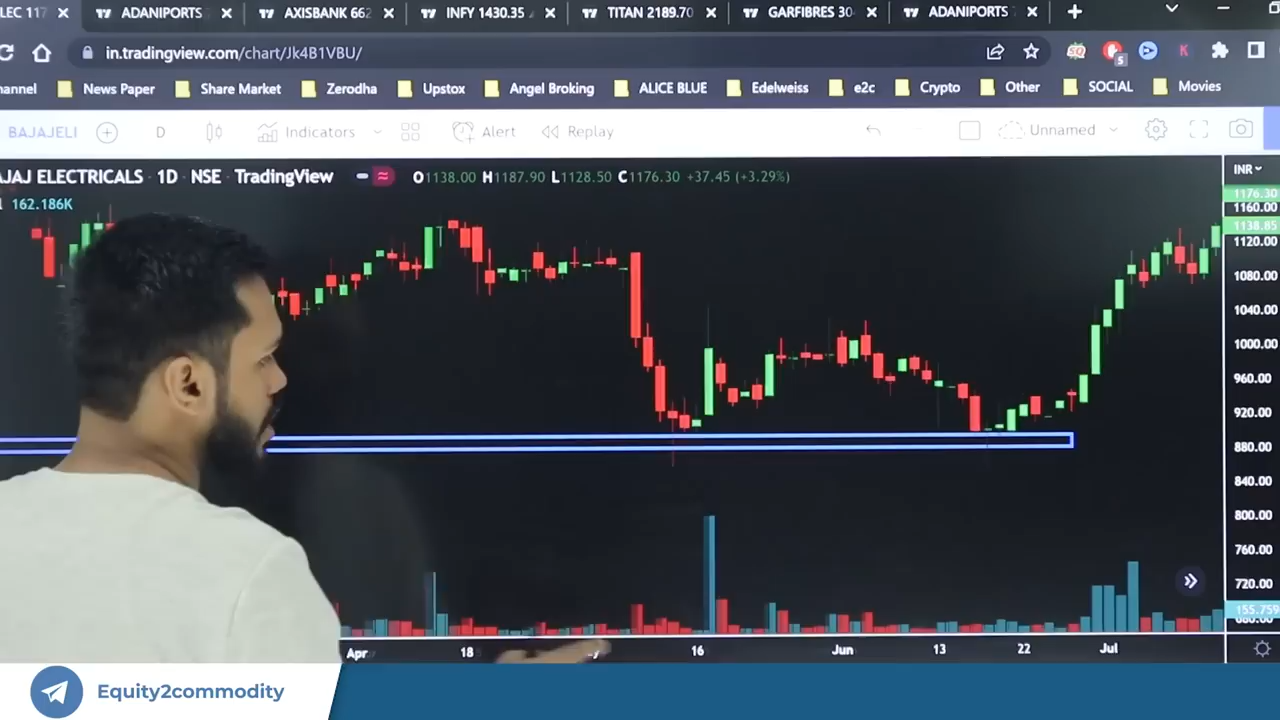 LEC 117 ADANIPORTS AXISBANK 662 INFY 1430.35 TITAN 2189.70 GARFIBRES 30 ADANIPORTS
in.tradingview.com/chart/Jk4B1VBU/ SQ 5 K
hannel News Paper Share Market Zerodha Upstox Angel Broking ALICE BLUE Edelweiss e2c Crypto Other SOCIAL Movies
BAJAJELI D Indicators Alert Replay Unnamed
AJAJ ELECTRICALS · 1D · NSE · TradingView O1138.00 H1187.90 L1128.50 C1176.30 +37.45 (+3.29%) INR
162.186K
1176.30
1160.00
1138.85
1120.00
1080.00
1040.00
1000.00
960.00
920.00
880.00
840.00
800.00
760.00
720.00
155.759
680.00
Apr 18 16 Jun 13 22 Jul
Equity2commodity